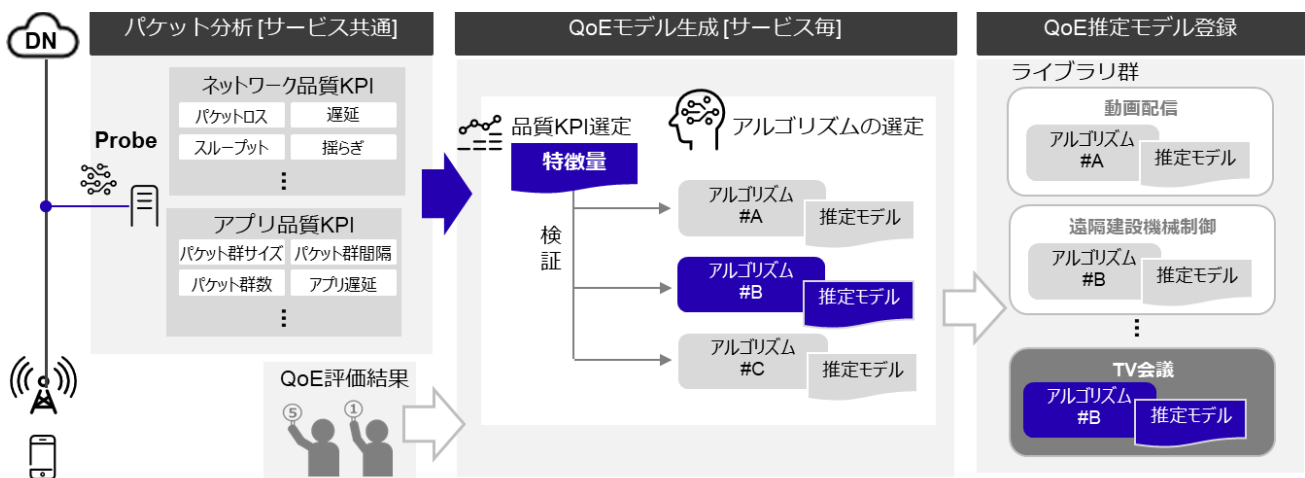 DN
パケット分析 [サービス共通]
Probe
ネットワーク品質KPI
パケットロス
遅延
スループット
揺らぎ
⋮
アプリ品質KPI
パケット群サイズ
パケット群間隔
パケット群数
アプリ遅延
⋮
QoE評価結果
⑤
①
QoEモデル生成 [サービス毎]
品質KPI選定
アルゴリズムの選定
特徴量
検
証
アルゴリズム
#A
推定モデル
アルゴリズム
#B
推定モデル
アルゴリズム
#C
推定モデル
QoE推定モデル登録
ライブラリ群
動画配信
アルゴリズム
#A
推定モデル
遠隔建設機械制御
アルゴリズム
#B
推定モデル
⋮
TV会議
アルゴリズム
#B
推定モデル